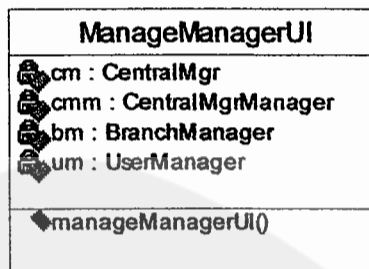 ManageManagerUI
cm : CentralMgr
cmm : CentralMgrManager
bm : BranchManager
um : UserManager
manageManagerUI()